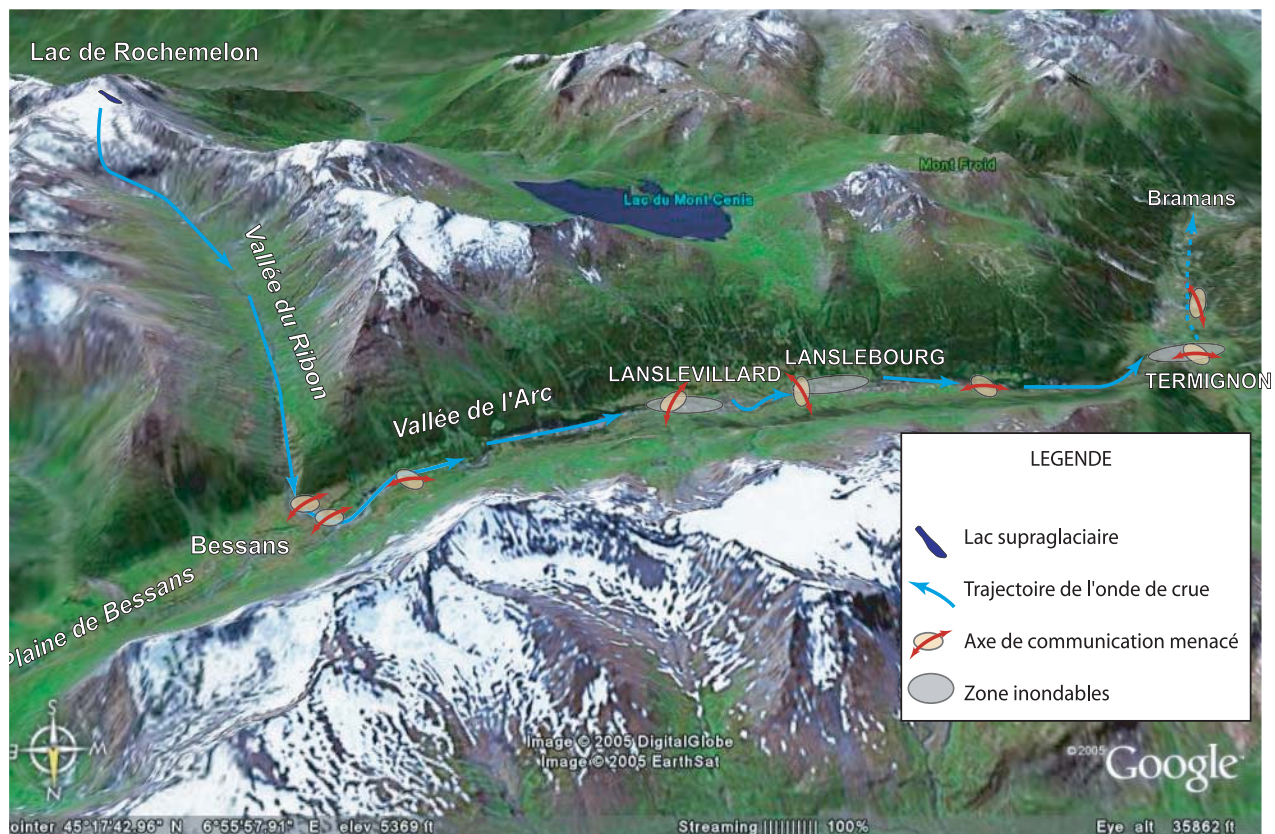 Lac de Rochemelon
Mont Froid
Lac du Mont Cenis
Bramans
Vallée du Ribon
LANSLEBOURG
LANSLEVILLARD
TERMIGNON
Vallée de l'Arc
Bessans
Plaine de Bessans
LEGENDE
Lac supraglaciaire
Trajectoire de l'onde de crue
Axe de communication menacé
Zone inondables
S
E W
N
Image © 2005 DigitalGlobe
Image © 2005 EarthSat
© 2005 Google
ointer 45°17'42.96" N 6°55'57.91" E elev 5369 ft Streaming |||||||||| 100% Eye alt 35862 ft